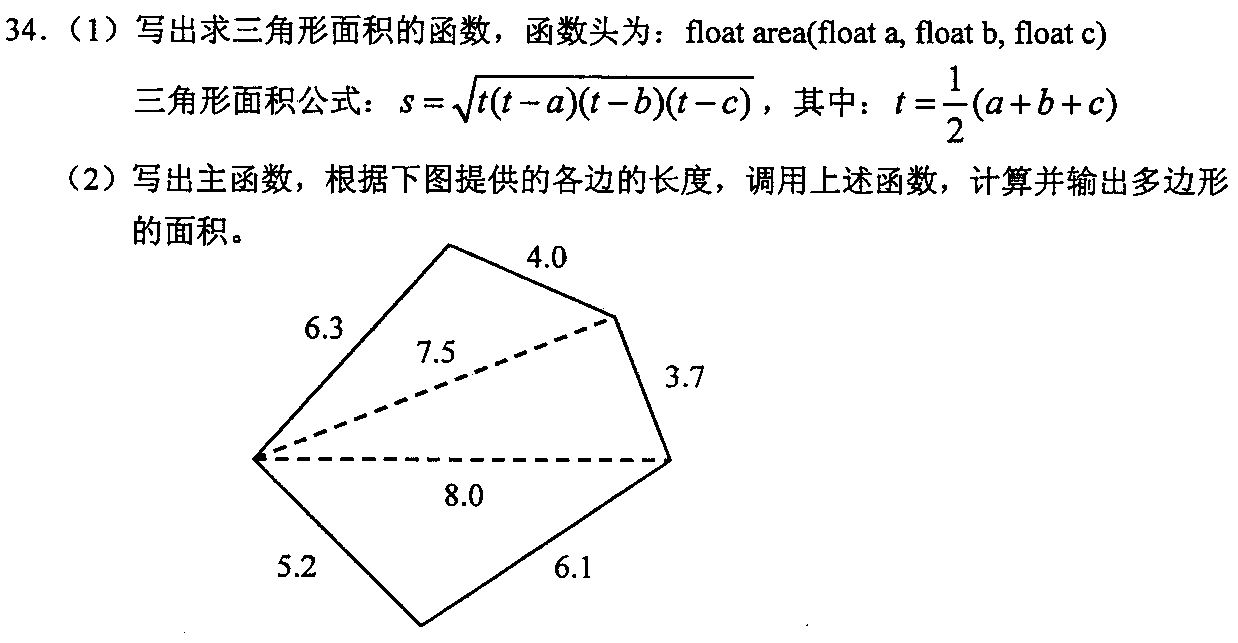 34.（1）写出求三角形面积的函数，函数头为：float area(float a, float b, float c)
三角形面积公式：s=√t(t-a)(t-b)(t-c)，其中：t=1/2(a+b+c)
（2）写出主函数，根据下图提供的各边的长度，调用上述函数，计算并输出多边形
的面积。
4.0
6.3
7.5
3.7
8.0
5.2
6.1